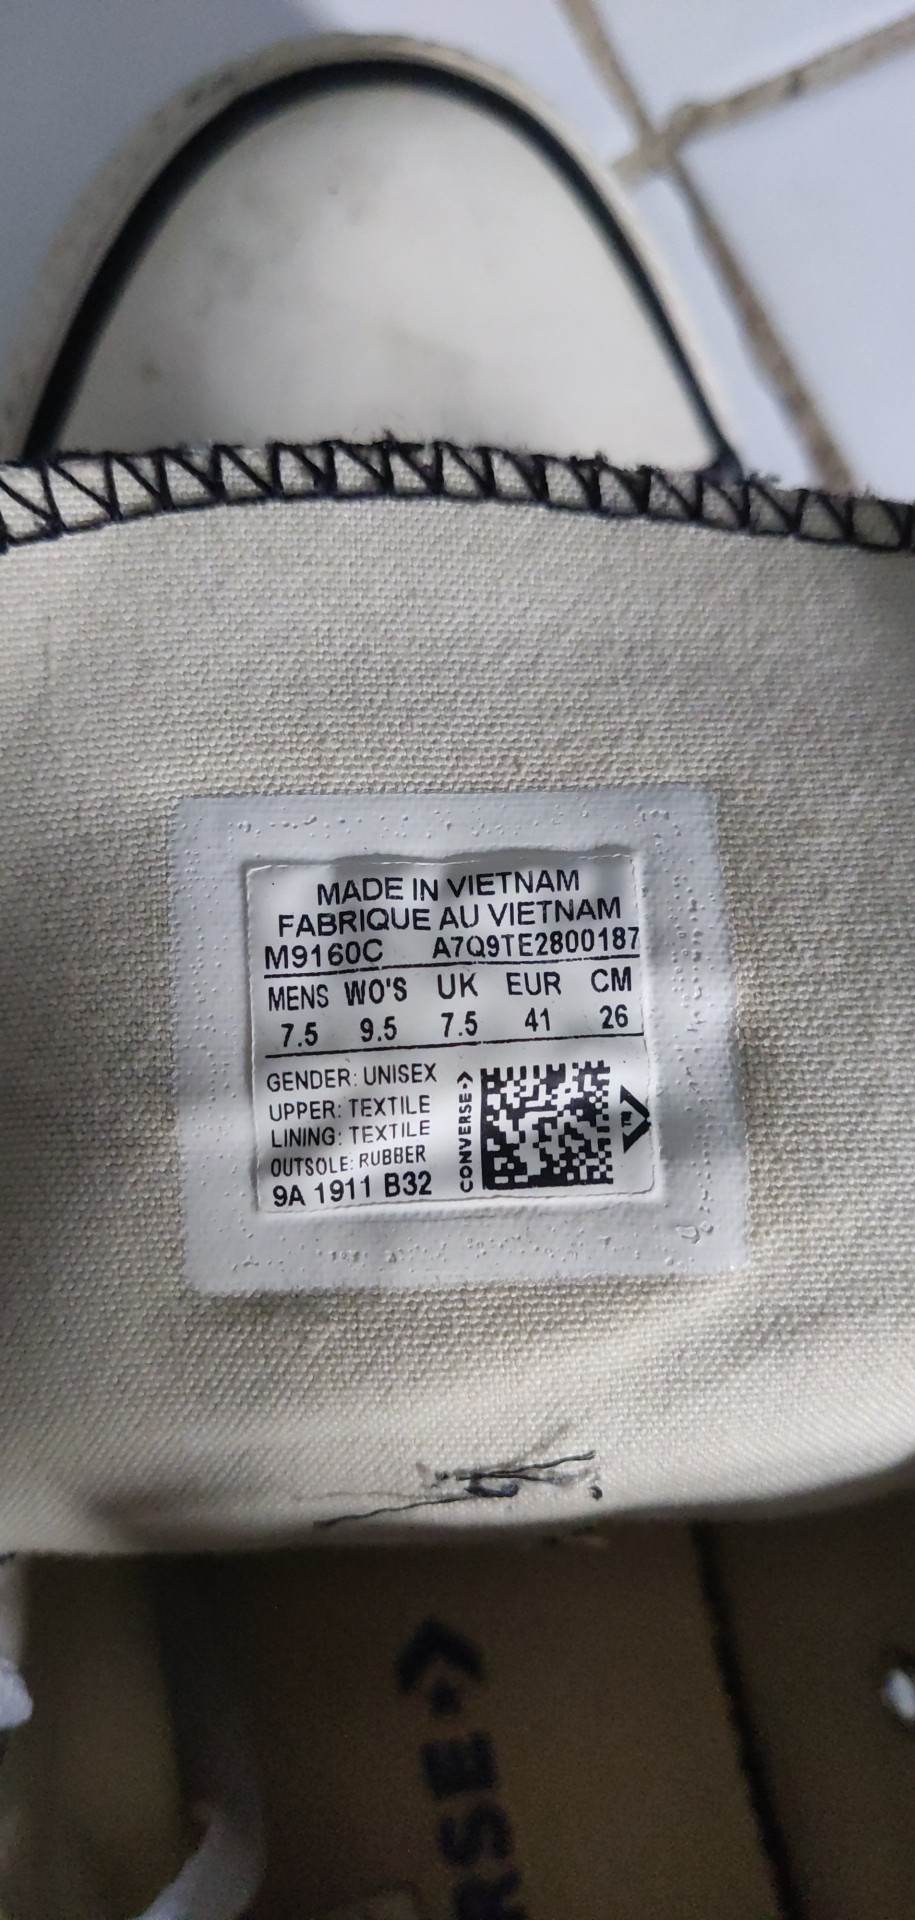 MADE IN VIETNAM
FABRIQUE AU VIETNAM
M9160C A7Q9TE2800187
MENS WO'S UK EUR CM
7.5 9.5 7.5 41 26
GENDER: UNISEX
UPPER: TEXTILE
LINING: TEXTILE
OUTSOLE: RUBBER
9A 1911 B32
CONVERSE
TM